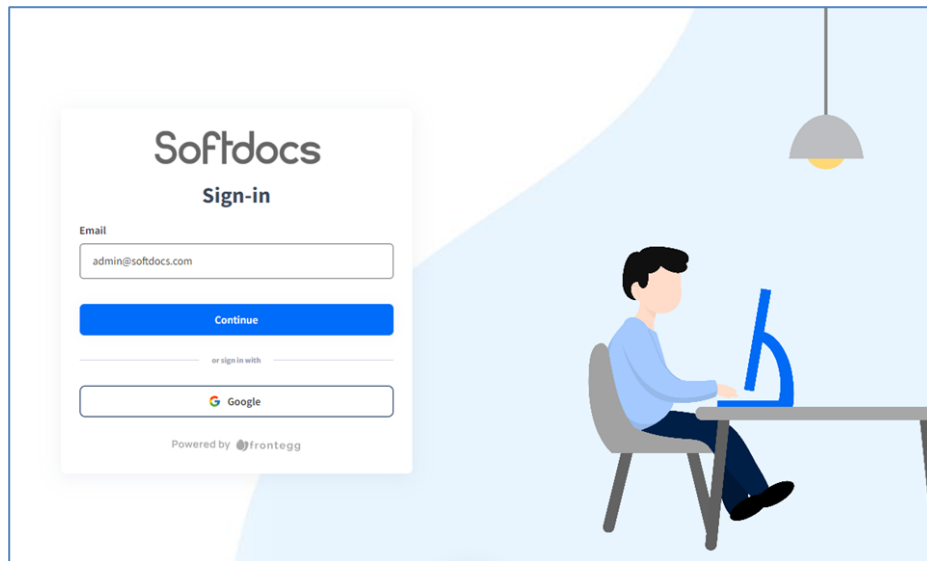 Softdocs
Sign-in
Email
admin@softdocs.com
Continue
or sign in with
Google
Powered by frontegg